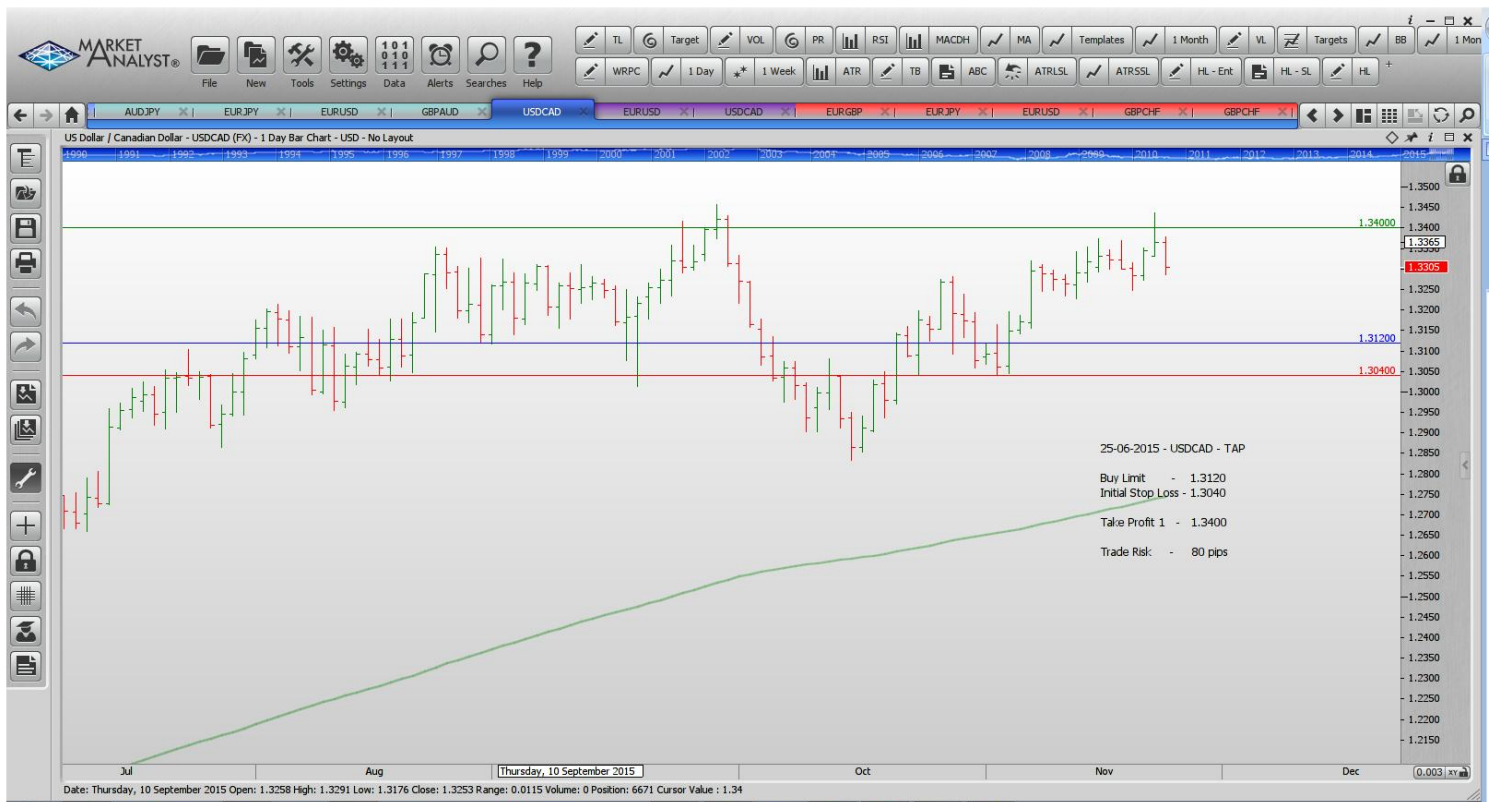 MARKET
ANALYST®
File New Tools Settings Data Alerts Searches Help
101
010
111
TL Target VOL PR RSI MACDH MA Templates 1 Month VL Targets BB 1 Mon
WRPC 1 Day 1 Week ATR TB ABC ATRLSL ATRSSL HL - Ent HL - SL HL +
AUDJPY EURJPY EURUSD GBPAUD USDCAD EURUSD USDCAD EURGBP EURJPY EURUSD GBPCHF GBPCHF
US Dollar / Canadian Dollar - USDCAD (FX) - 1 Day Bar Chart - USD - No Layout
1990 1991 1992 1993 1994 1995 1996 1997 1998 1999 2000 2001 2002 2003 2004 2005 2006 2007 2008 2009 2010 2011 2012 2013 2014 2015
1.3500
1.3450
1.34000
1.3400
1.3365
1.3305
1.3250
1.3200
1.3150
1.31200
1.3100
1.30400
1.3050
1.3000
1.2950
1.2900
1.2850
1.2800
1.2750
1.2700
1.2650
1.2600
1.2550
1.2500
1.2450
1.2400
1.2350
1.2300
1.2250
1.2200
1.2150
25-06-2015 - USDCAD - TAP
Buy Limit - 1.3120
Initial Stop Loss - 1.3040
Take Profit 1 - 1.3400
Trade Risk - 80 pips
Jul Aug Thursday, 10 September 2015 Oct Nov Dec 0.003 XY
Date: Thursday, 10 September 2015 Open: 1.3258 High: 1.3291 Low: 1.3176 Close: 1.3253 Range: 0.0115 Volume: 0 Position: 6671 Cursor Value : 1.34